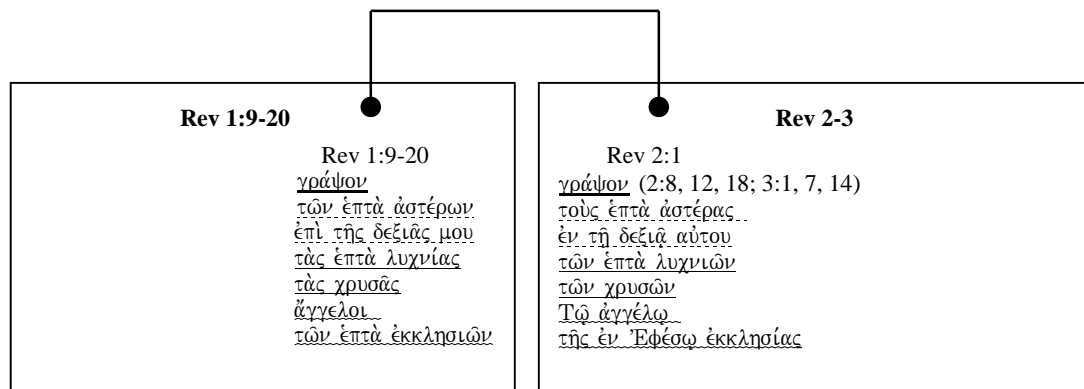 Rev 1:9-20
Rev 1:9-20
γράψον
τῶν ἑπτὰ ἀστέρων
ἐπὶ τῆς δεξιᾶς μου
τὰς ἑπτὰ λυχνίας
τὰς χρυσᾶς
ἄγγελοι
τῶν ἑπτὰ ἐκκλησιῶν
Rev 2-3
Rev 2:1
γράψον (2:8, 12, 18; 3:1, 7, 14)
τοὺς ἑπτὰ ἀστέρας
ἐν τῇ δεξιᾷ αὐτου
τῶν ἑπτὰ λυχνιῶν
τῶν χρυσῶν
Τῷ ἀγγέλῳ
τῆς ἐν Ἐφέσῳ ἐκκλησίας